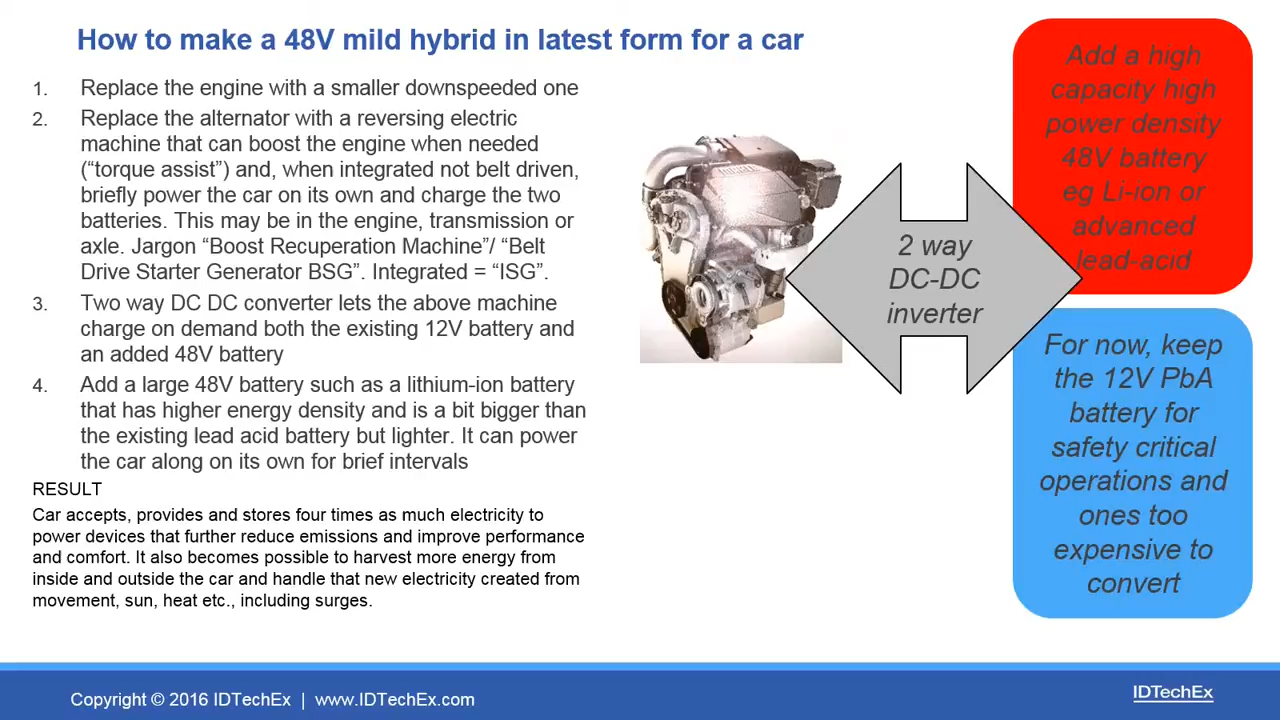 How to make a 48V mild hybrid in latest form for a car
1. Replace the engine with a smaller downspeeded one
2. Replace the alternator with a reversing electric
machine that can boost the engine when needed
(“torque assist”) and, when integrated not belt driven,
briefly power the car on its own and charge the two
batteries. This may be in the engine, transmission or
axle. Jargon “Boost Recuperation Machine”/ “Belt
Drive Starter Generator BSG”. Integrated = “ISG”.
3. Two way DC DC converter lets the above machine
charge on demand both the existing 12V battery and
an added 48V battery
4. Add a large 48V battery such as a lithium-ion battery
that has higher energy density and is a bit bigger than
the existing lead acid battery but lighter. It can power
the car along on its own for brief intervals
RESULT
Car accepts, provides and stores four times as much electricity to
power devices that further reduce emissions and improve performance
and comfort. It also becomes possible to harvest more energy from
inside and outside the car and handle that new electricity created from
movement, sun, heat etc., including surges.
2 way
DC-DC
inverter
Add a high
capacity high
power density
48V battery
eg Li-ion or
advanced
lead-acid
For now, keep
the 12V PbA
battery for
safety critical
operations and
ones too
expensive to
convert
Copyright © 2016 IDTechEx | www.IDTechEx.com
IDTechEx